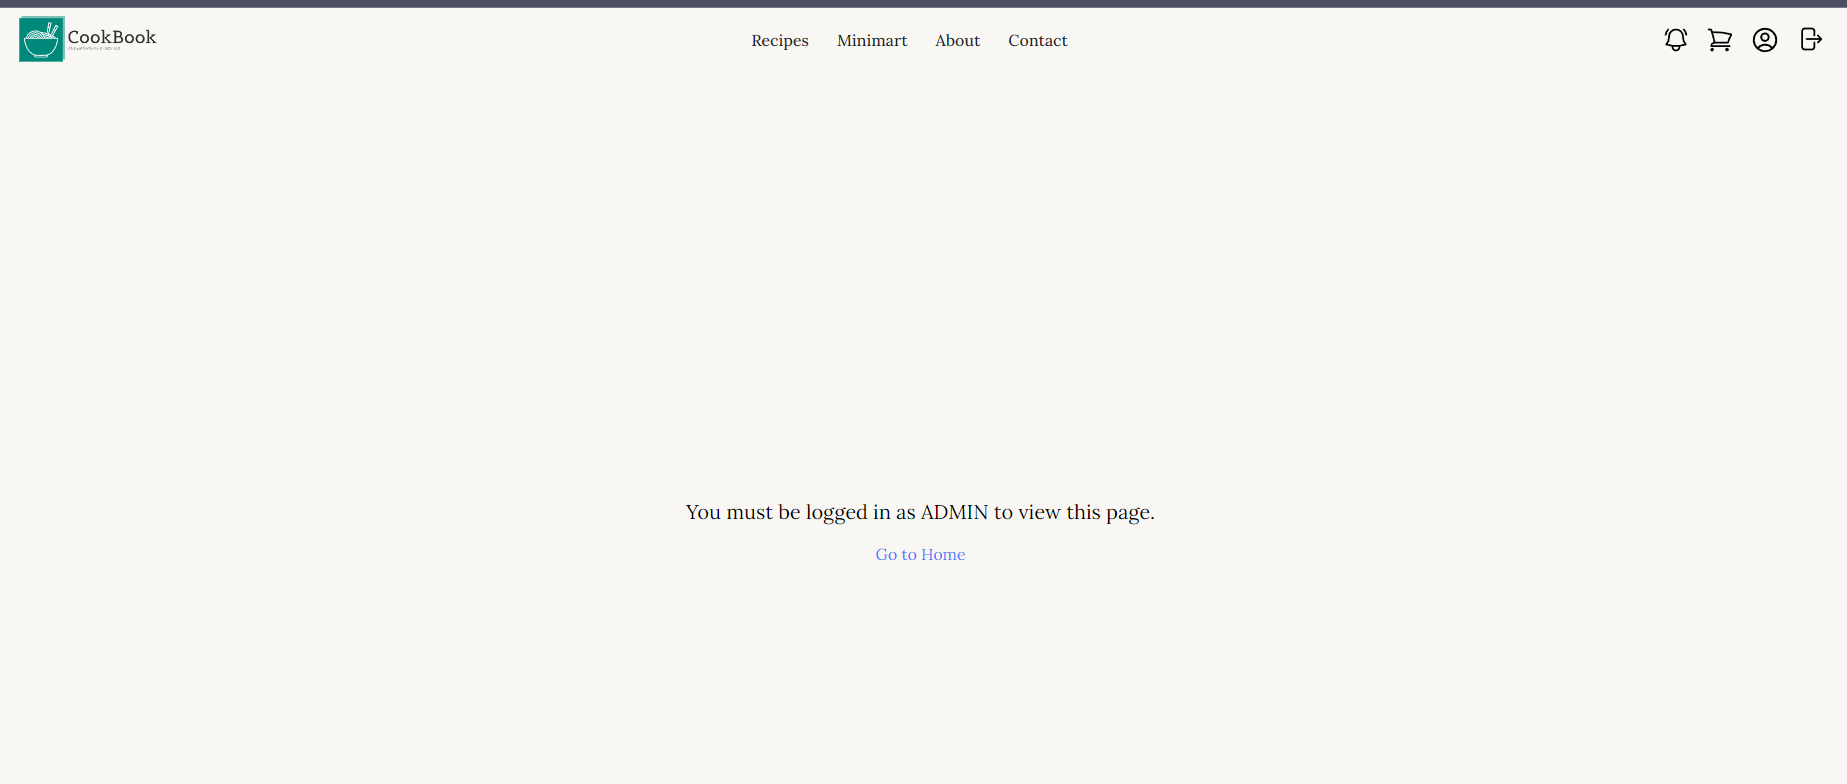 CookBook
Recipes
Minimart
About
Contact
You must be logged in as ADMIN to view this page.
Go to Home